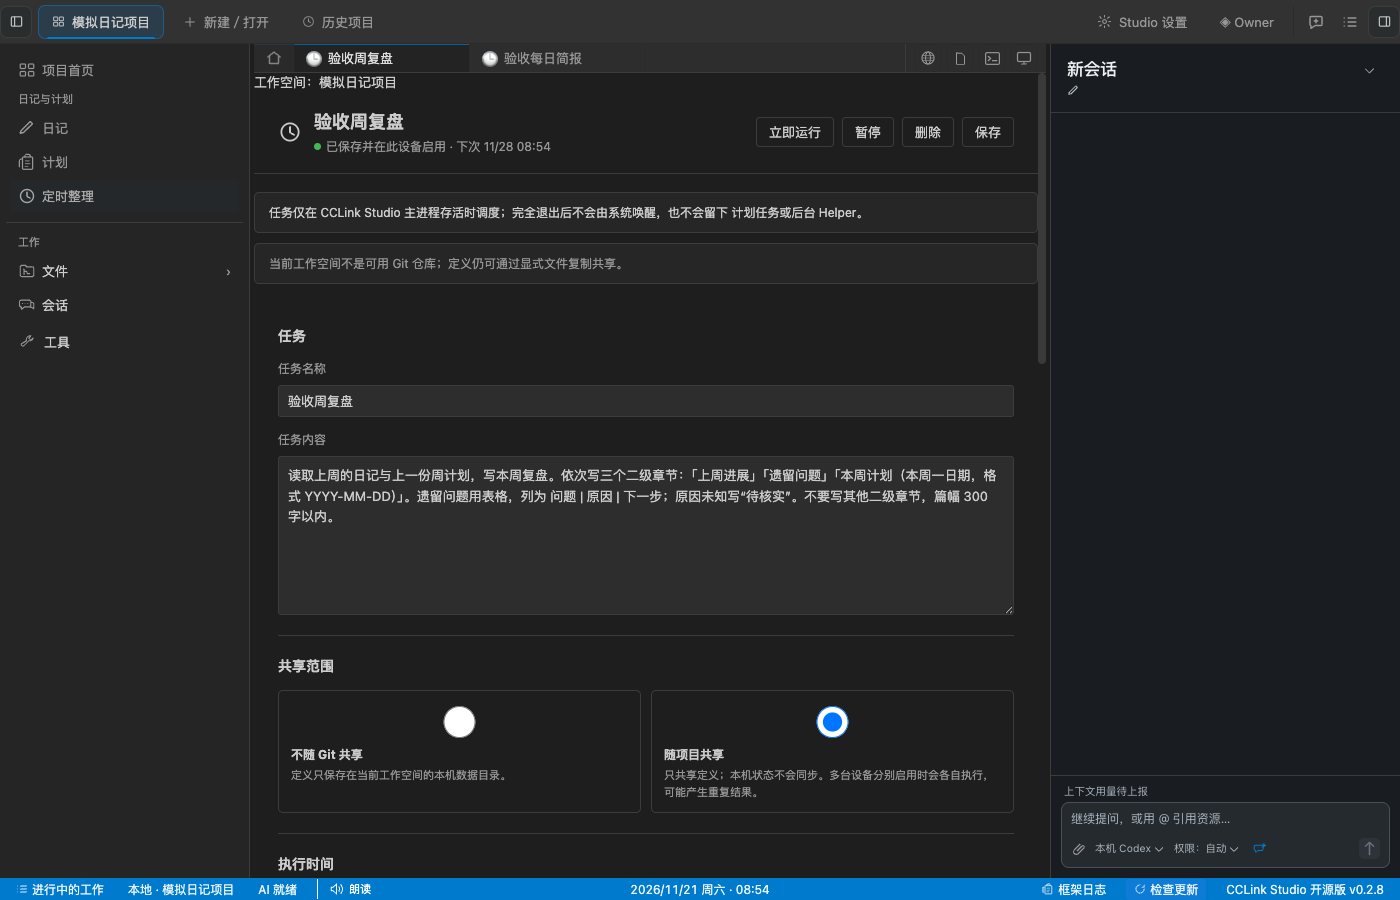 模拟日记项目
新建 / 打开
历史项目
Studio 设置
Owner
项目首页
日记与计划
日记
计划
定时整理
工作
文件
会话
工具
验收周复盘
验收每日简报
工作空间：模拟日记项目
验收周复盘
已保存并在此设备启用 · 下次 11/28 08:54
立即运行
暂停
删除
保存
任务仅在 CCLink Studio 主进程存活时调度；完全退出后不会由系统唤醒，也不会留下 计划任务或后台 Helper。
当前工作空间不是可用 Git 仓库；定义仍可通过显式文件复制共享。
任务
任务名称
验收周复盘
任务内容
读取上周的日记与上一份周计划，写本周复盘。依次写三个二级章节：「上周进展」「遗留问题」「本周计划（本周一日期，格
式 YYYY-MM-DD）」。遗留问题用表格，列为 问题 | 原因 | 下一步；原因未知写“待核实”。不要写其他二级章节，篇幅 300
字以内。
共享范围
不随 Git 共享
定义只保存在当前工作空间的本机数据目录。
随项目共享
只共享定义；本机状态不会同步。多台设备分别启用时会各自执行，
可能产生重复结果。
执行时间
新会话
上下文用量待上报
继续提问，或用 @ 引用资源...
本机 Codex
权限：自动
进行中的工作
本地 · 模拟日记项目
AI 就绪
朗读
2026/11/21 周六 · 08:54
框架日志
检查更新
CCLink Studio 开源版 v0.2.8